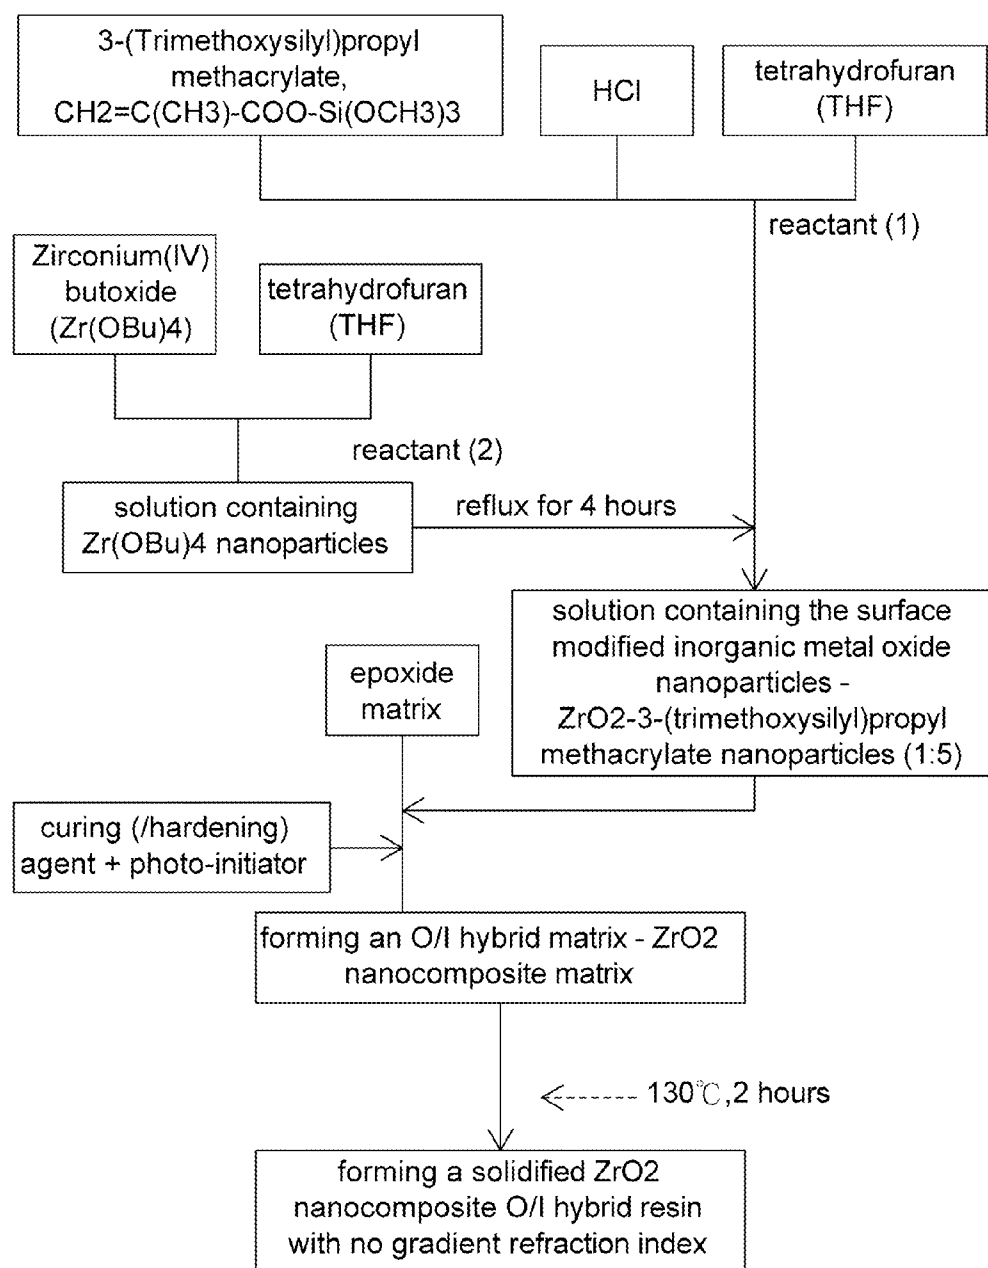 3-(Trimethoxysilyl)propyl
methacrylate,
CH2=C(CH3)-COO-Si(OCH3)3
HCl
tetrahydrofuran
(THF)
reactant (1)
Zirconium(IV)
butoxide
(Zr(OBu)4)
tetrahydrofuran
(THF)
reactant (2)
solution containing
Zr(OBu)4 nanoparticles
reflux for 4 hours
solution containing the surface
modified inorganic metal oxide
nanoparticles -
ZrO2-3-(trimethoxysilyl)propyl
methacrylate nanoparticles (1:5)
epoxide
matrix
curing (/hardening)
agent + photo-initiator
forming an O/I hybrid matrix - ZrO2
nanocomposite matrix
130℃,2 hours
forming a solidified ZrO2
nanocomposite O/I hybrid resin
with no gradient refraction index